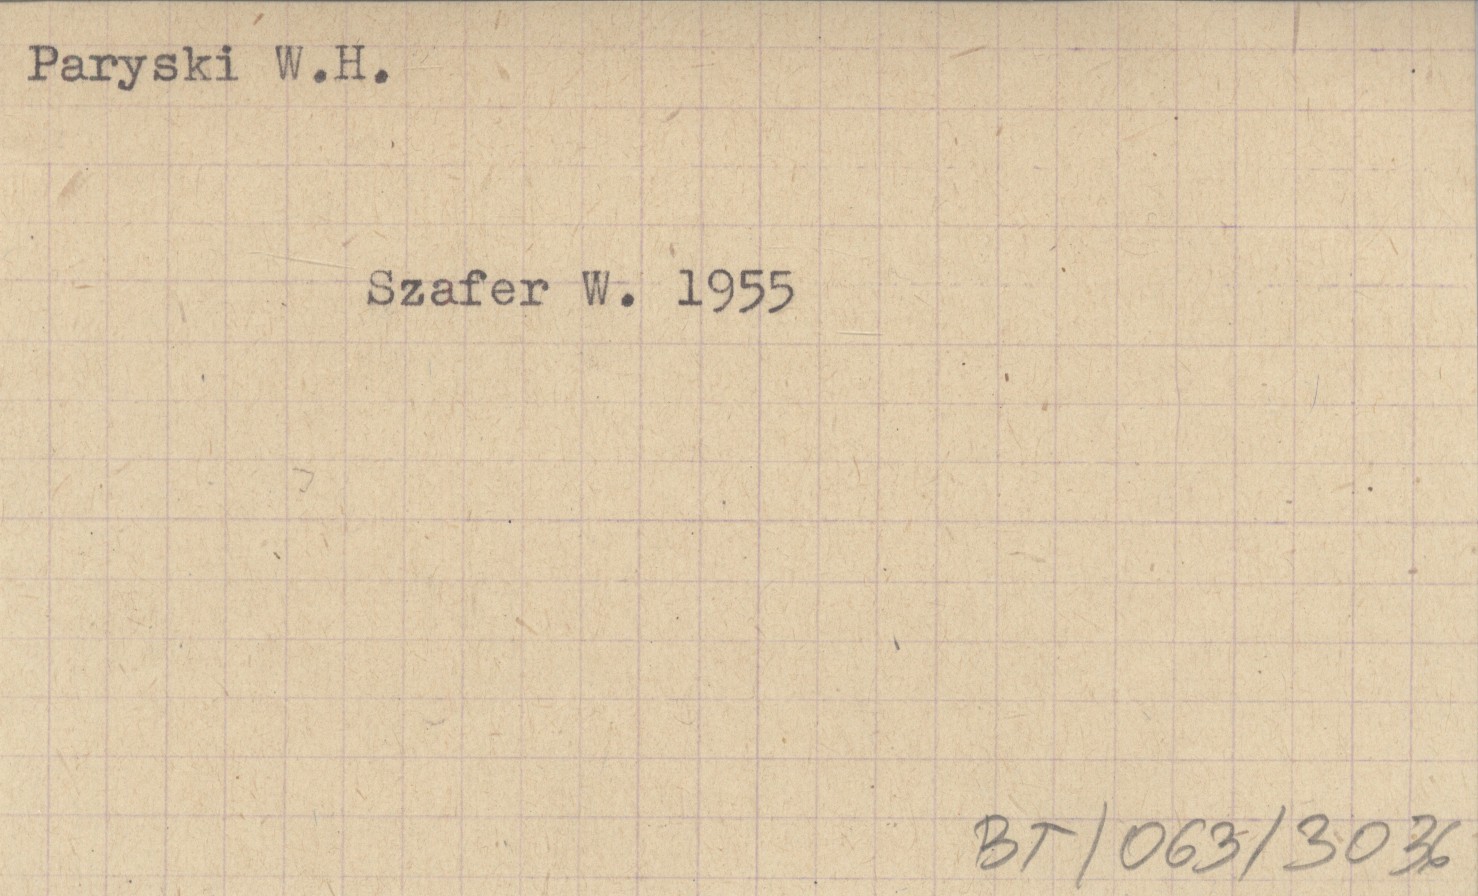 Paryski W.H.
Szafer W. 1955
BT/063/3036